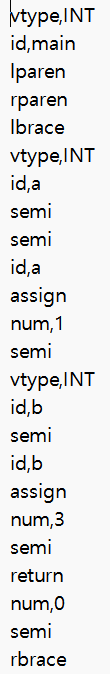 vtype,INT
id,main
lparen
rparen
lbrace
vtype,INT
id,a
semi
semi
id,a
assign
num,1
semi
vtype,INT
id,b
semi
id,b
assign
num,3
semi
return
num,0
semi
rbrace